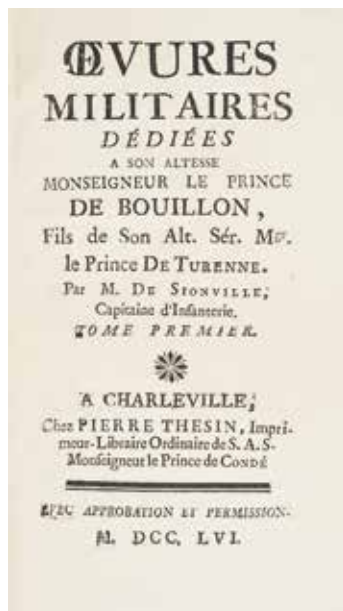 ŒVURES
MILITAIRES
DÉDIÉES
A SON ALTESSE
MONSEIGNEUR LE PRINCE
DE BOUILLON,
Fils de Son Alt. Sér. Mgr.
le Prince DE TURENNE.
Par M. DE SIONVILLE,
Capitaine d'Infanterie.
TOME PREMIER.
A CHARLEVILLE,
Chez PIERRE THESIN, Impri-
meur-Libraire Ordinaire de S. A. S.
Monseigneur le Prince de CONDÉ
AVEC APPROBATION ET PERMISSION.
M. DCC. LVI.